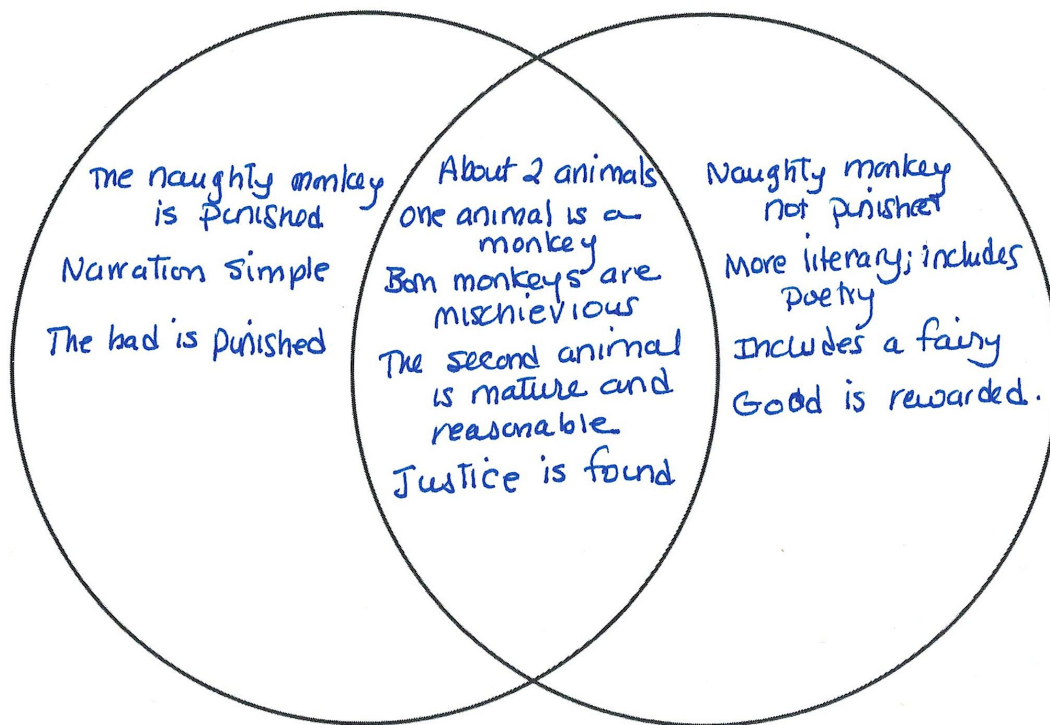 The naughty monkey
is punished
Narration simple
The bad is punished
About 2 animals
one animal is a
monkey
Both monkeys are
mischievious
The second animal
is mature and
reasonable
Justice is found
Naughty monkey
not punished
More literary; includes
poetry
Includes a fairy
Good is rewarded.